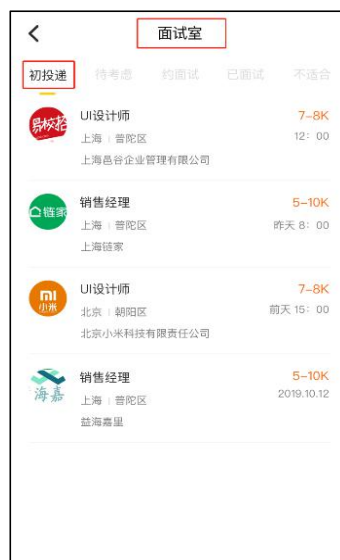 面试室
初投递 待考虑 约面试 已面试 不适合
易校招
UI设计师 7-8K
上海 | 普陀区 12: 00
上海邑谷企业管理有限公司
链家
销售经理 5-10K
上海 | 普陀区 昨天 8: 00
上海链家
小米
UI设计师 7-8K
北京 | 朝阳区 前天 15: 00
北京小米科技有限责任公司
海嘉
销售经理 5-10K
上海 | 普陀区 2019.10.12
益海嘉里